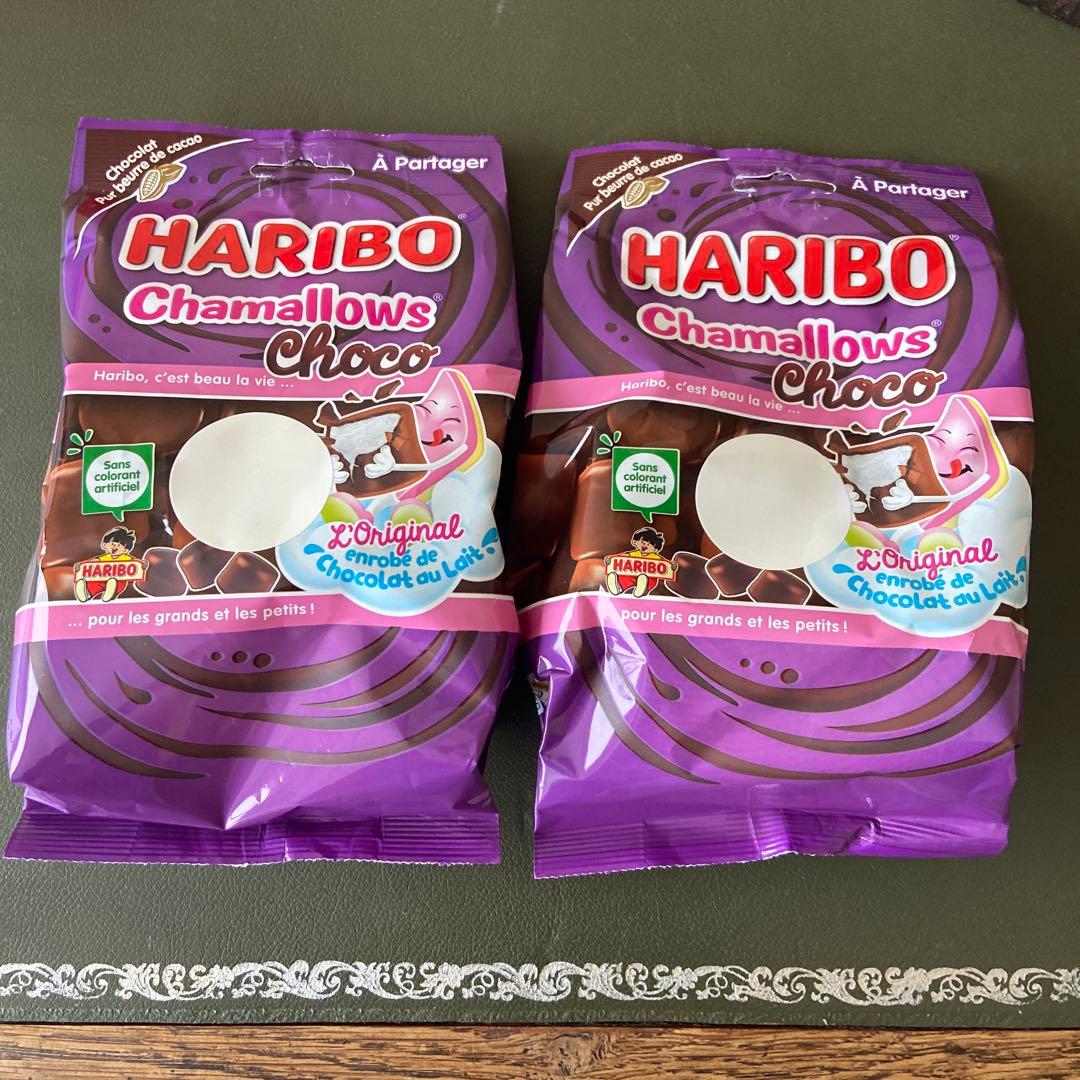 Chocolat
Pur beurre de cacao
À Partager
HARIBO®
Chamallows®
Choco
Haribo, c'est beau la vie ...
Sans
colorant
artificiel
HARIBO
L'Original
enrobé de
Chocolat au Lait
... pour les grands et les petits !
Chocolat
Pur beurre de cacao
À Partager
HARIBO®
Chamallows®
Choco
Haribo, c'est beau la vie ...
Sans
colorant
artificiel
HARIBO
L'Original
enrobé de
Chocolat au Lait
pour les grands et les petits !